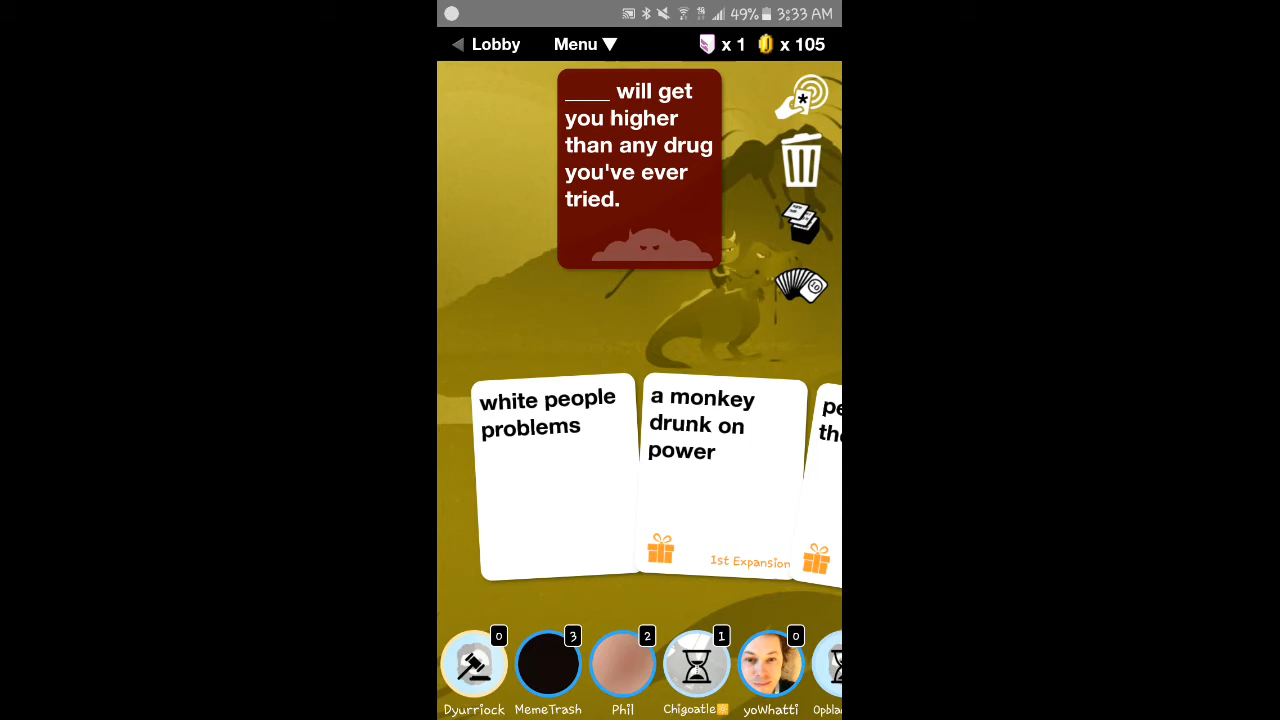 49% 3:33 AM
Lobby Menu ▼ x 1 x 105
____ will get
you higher
than any drug
you've ever
tried.
10
white people
problems
a monkey
drunk on
power
1st Expansion
0 3 2 1 0
Dyurriock MemeTrash Phil Chigoatle yoWhatti